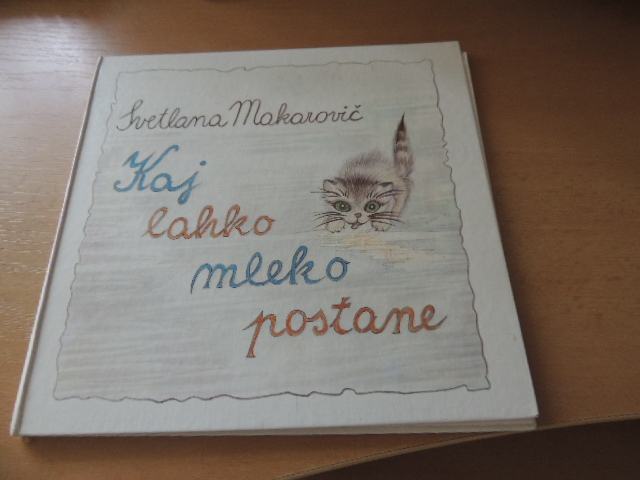 Svetlana Makarovič
Kaj
lahko
mleko
postane